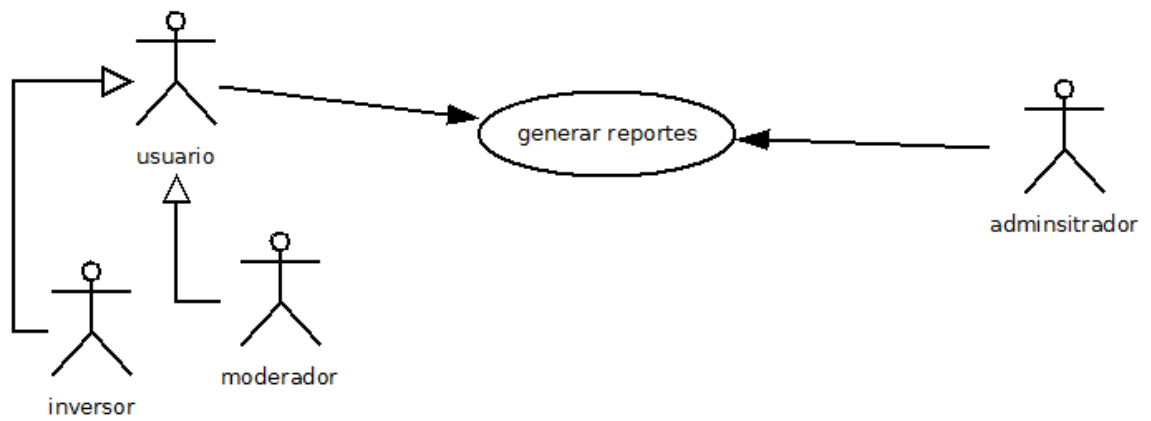 usuario
generar reportes
adminsitrador
moderador
inversor